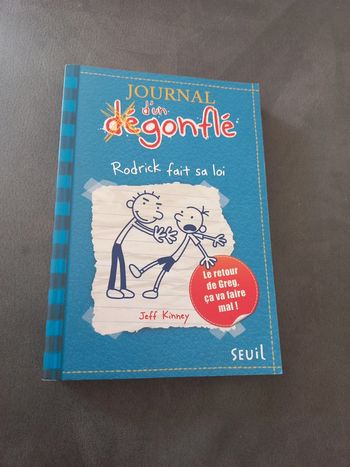 JOURNAL
d'un
dégonflé
Rodrick fait sa loi
Le retour
de Greg,
ça va faire
mal !
Jeff Kinney
SEUIL